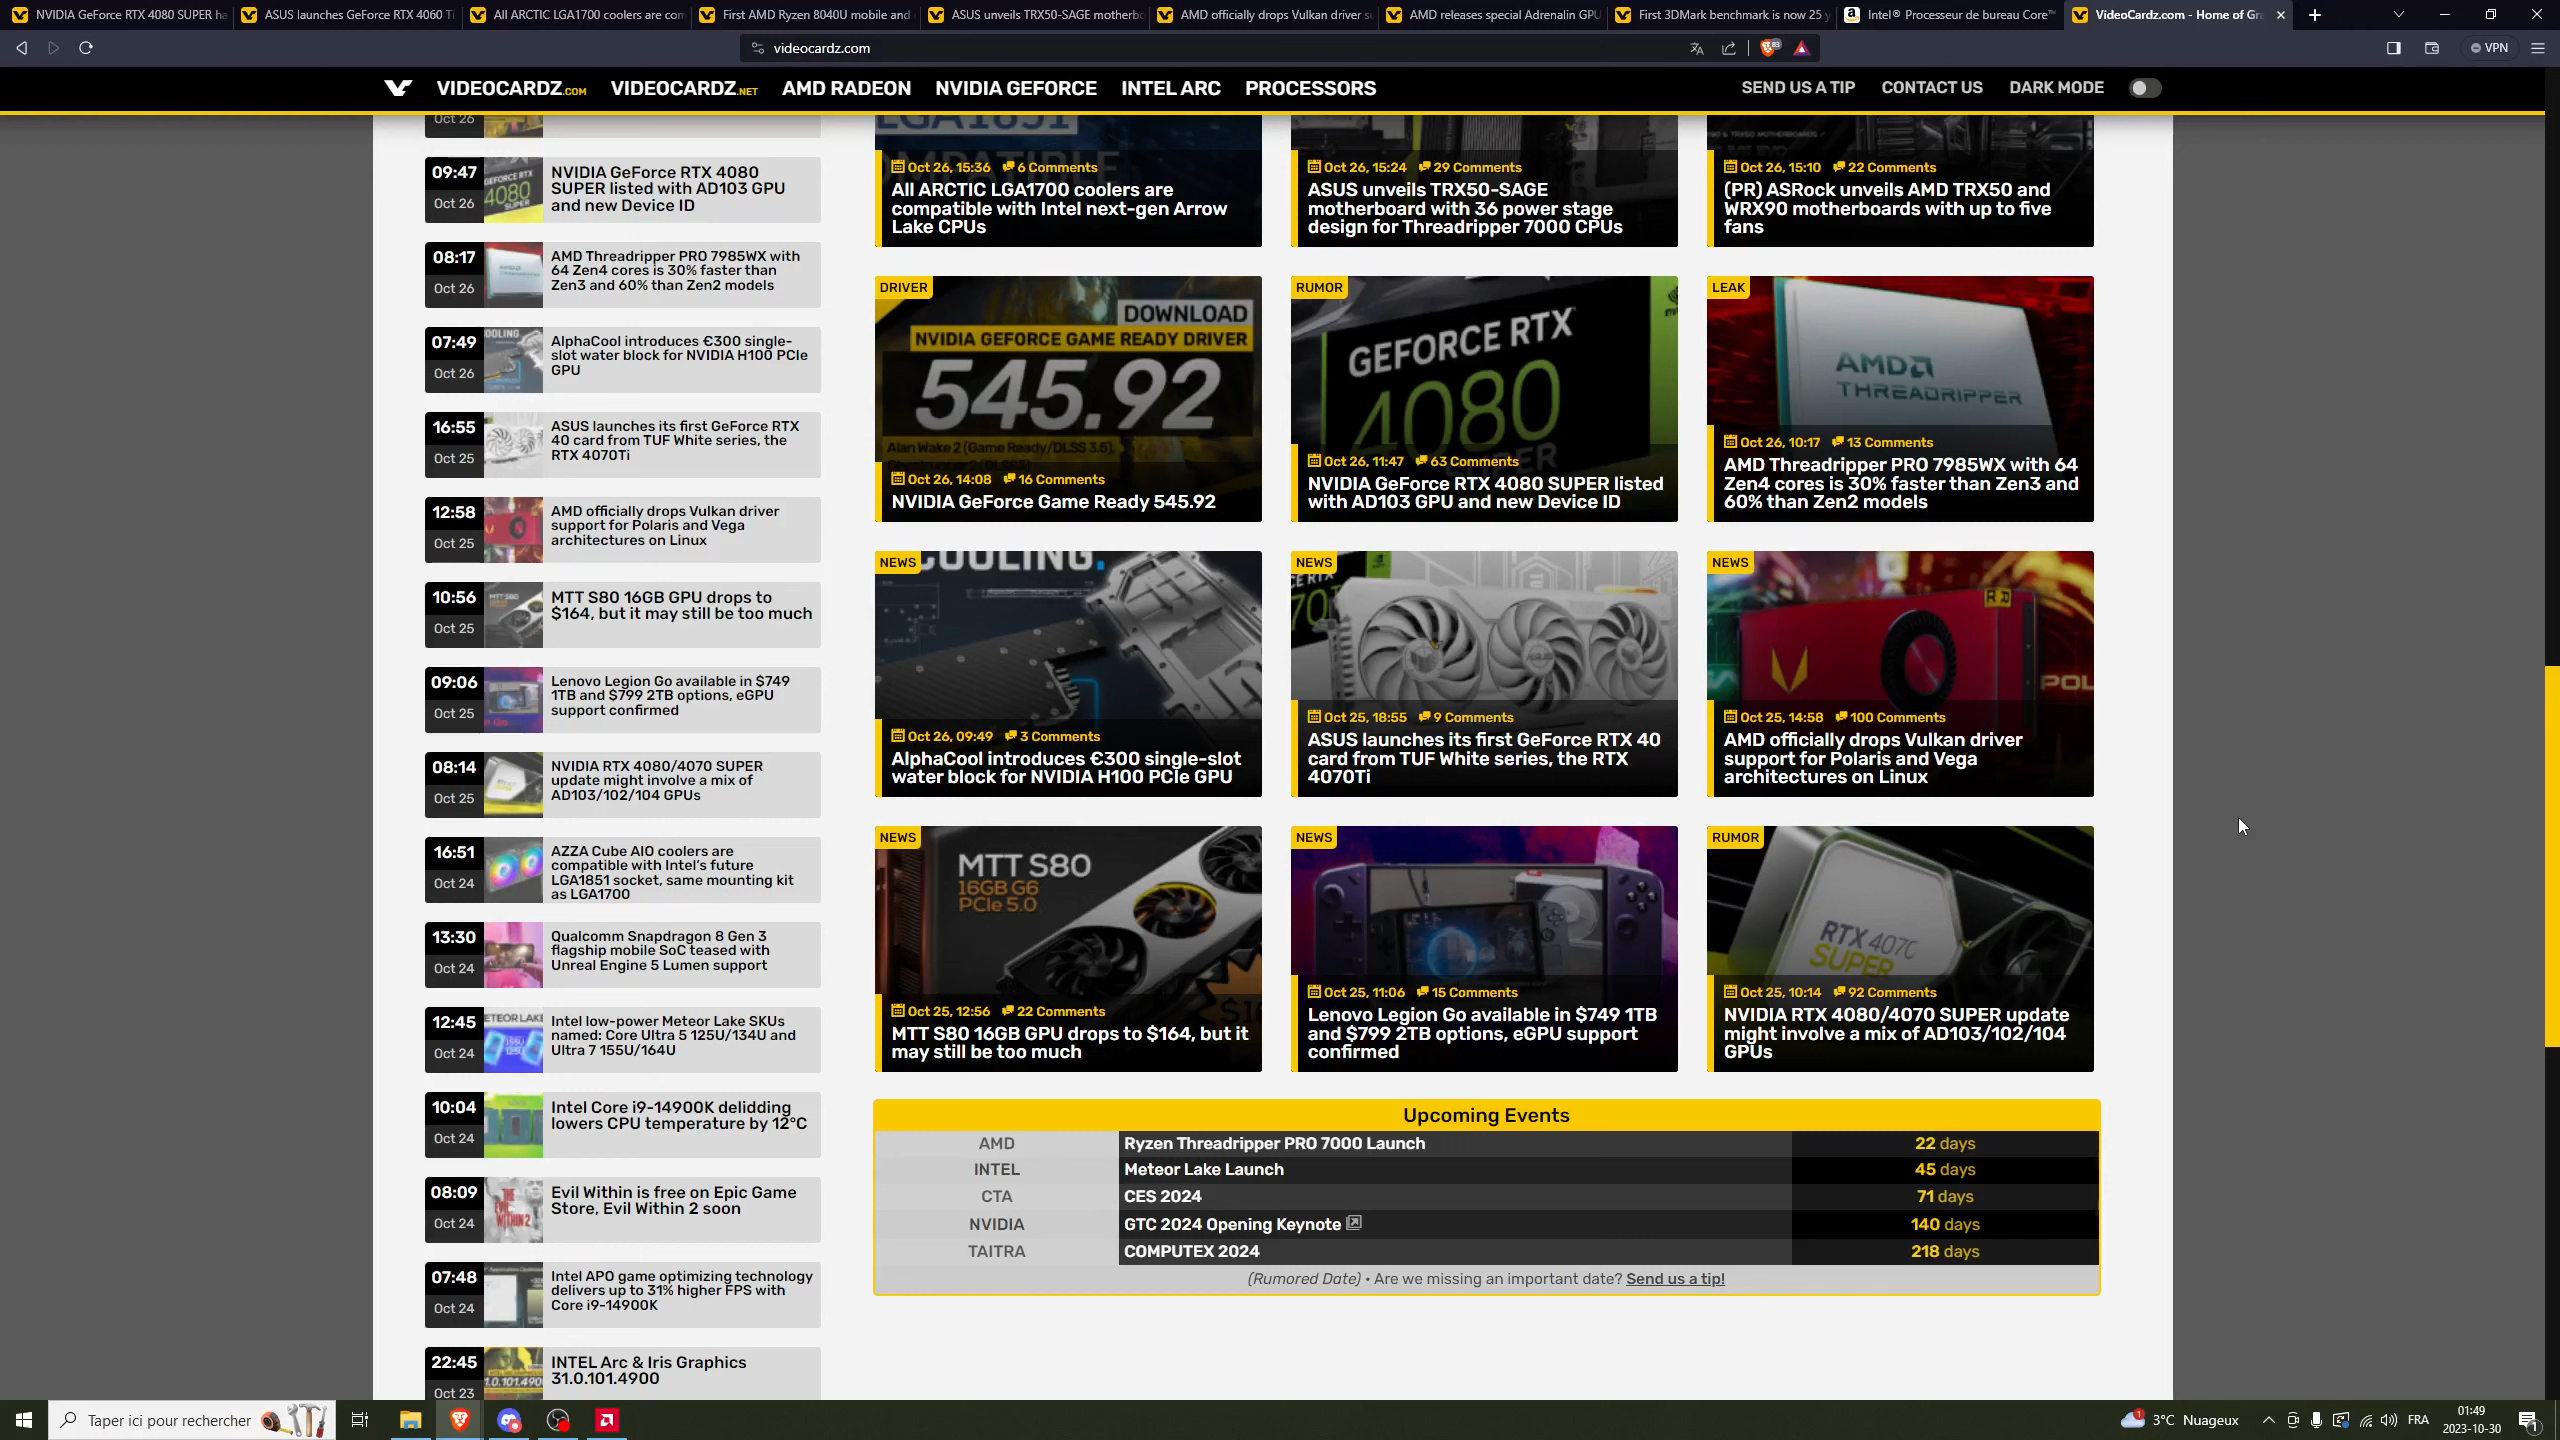 NVIDIA GeForce RTX 4080 SUPER ha
ASUS launches GeForce RTX 4060 Ti
All ARCTIC LGA1700 coolers are com
First AMD Ryzen 8040U mobile and
ASUS unveils TRX50-SAGE motherbo
AMD officially drops Vulkan driver su
AMD releases special Adrenalin GPU
First 3DMark benchmark is now 25 y
Intel® Processeur de bureau Core™
VideoCardz.com - Home of Gra
videocardz.com
VPN
VIDEOCARDZ.COM
VIDEOCARDZ.NET
AMD RADEON
NVIDIA GEFORCE
INTEL ARC
PROCESSORS
SEND US A TIP
CONTACT US
DARK MODE
Oct 26
09:47
Oct 26
NVIDIA GeForce RTX 4080
SUPER listed with AD103 GPU
and new Device ID
08:17
Oct 26
AMD Threadripper PRO 7985WX with
64 Zen4 cores is 30% faster than
Zen3 and 60% than Zen2 models
07:49
Oct 26
AlphaCool introduces €300 single-
slot water block for NVIDIA H100 PCIe
GPU
16:55
Oct 25
ASUS launches its first GeForce RTX
40 card from TUF White series, the
RTX 4070Ti
12:58
Oct 25
AMD officially drops Vulkan driver
support for Polaris and Vega
architectures on Linux
10:56
Oct 25
MTT S80 16GB GPU drops to
$164, but it may still be too much
09:06
Oct 25
Lenovo Legion Go available in $749
1TB and $799 2TB options, eGPU
support confirmed
08:14
Oct 25
NVIDIA RTX 4080/4070 SUPER
update might involve a mix of
AD103/102/104 GPUs
16:51
Oct 24
AZZA Cube AIO coolers are
compatible with Intel's future
LGA1851 socket, same mounting kit
as LGA1700
13:30
Oct 24
Qualcomm Snapdragon 8 Gen 3
flagship mobile SoC teased with
Unreal Engine 5 Lumen support
12:45
Oct 24
Intel low-power Meteor Lake SKUs
named: Core Ultra 5 125U/134U and
Ultra 7 155U/164U
10:04
Oct 24
Intel Core i9-14900K delidding
lowers CPU temperature by 12°C
08:09
Oct 24
Evil Within is free on Epic Game
Store, Evil Within 2 soon
07:48
Oct 24
Intel APO game optimizing technology
delivers up to 31% higher FPS with
Core i9-14900K
22:45
Oct 23
INTEL Arc & Iris Graphics
31.0.101.4900
LGA1851
Oct 26, 15:36 6 Comments
All ARCTIC LGA1700 coolers are
compatible with Intel next-gen Arrow
Lake CPUs
Oct 26, 15:24 29 Comments
ASUS unveils TRX50-SAGE
motherboard with 36 power stage
design for Threadripper 7000 CPUs
Oct 26, 15:10 22 Comments
(PR) ASRock unveils AMD TRX50 and
WRX90 motherboards with up to five
fans
DRIVER
DOWNLOAD
NVIDIA GEFORCE GAME READY DRIVER
545.92
Alan Wake 2 (Game Ready/DLSS 3.5),
Oct 26, 14:08 16 Comments
NVIDIA GeForce Game Ready 545.92
RUMOR
GEFORCE RTX
4080
SUPER
Oct 26, 11:47 63 Comments
NVIDIA GeForce RTX 4080 SUPER listed
with AD103 GPU and new Device ID
LEAK
AMD
THREADRIPPER
Oct 26, 10:17 13 Comments
AMD Threadripper PRO 7985WX with 64
Zen4 cores is 30% faster than Zen3 and
60% than Zen2 models
NEWS
COOLING.
Oct 26, 09:49 3 Comments
AlphaCool introduces €300 single-slot
water block for NVIDIA H100 PCIe GPU
NEWS
Oct 25, 18:55 9 Comments
ASUS launches its first GeForce RTX 40
card from TUF White series, the RTX
4070Ti
NEWS
Oct 25, 14:58 100 Comments
AMD officially drops Vulkan driver
support for Polaris and Vega
architectures on Linux
NEWS
MTT S80
16GB G6
PCIe 5.0
Oct 25, 12:56 22 Comments
MTT S80 16GB GPU drops to $164, but it
may still be too much
NEWS
Oct 25, 11:06 15 Comments
Lenovo Legion Go available in $749 1TB
and $799 2TB options, eGPU support
confirmed
RUMOR
RTX 407
SUPER
Oct 25, 10:14 92 Comments
NVIDIA RTX 4080/4070 SUPER update
might involve a mix of AD103/102/104
GPUs
Upcoming Events
AMD Ryzen Threadripper PRO 7000 Launch 22 days
INTEL Meteor Lake Launch 45 days
CTA CES 2024 71 days
NVIDIA GTC 2024 Opening Keynote 140 days
TAITRA COMPUTEX 2024 218 days
(Rumored Date) • Are we missing an important date? Send us a tip!
Taper ici pour rechercher
3°C Nuageux
FRA
01:49
2023-10-30